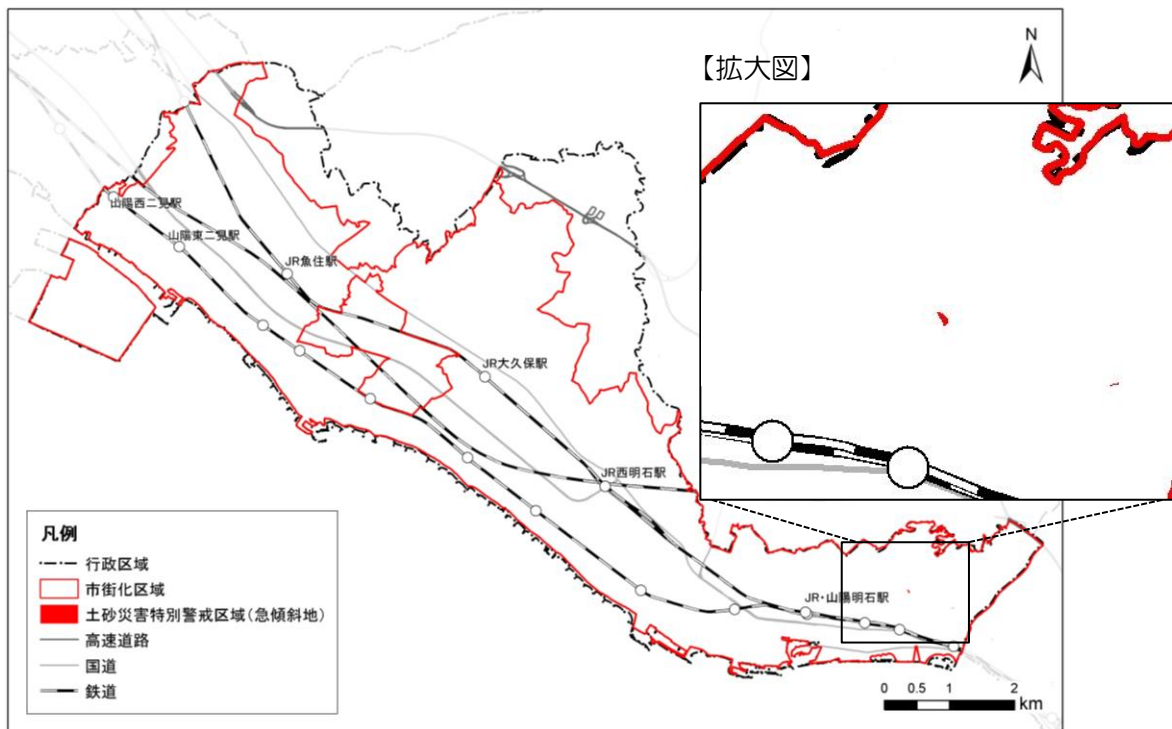 【拡大図】
N
山陽西二見駅
山陽東二見駅
JR魚住駅
JR大久保駅
JR西明石駅
JR・山陽明石駅
凡例
行政区域
市街化区域
土砂災害特別警戒区域(急傾斜地)
高速道路
国道
鉄道
0 0.5 1 2
km